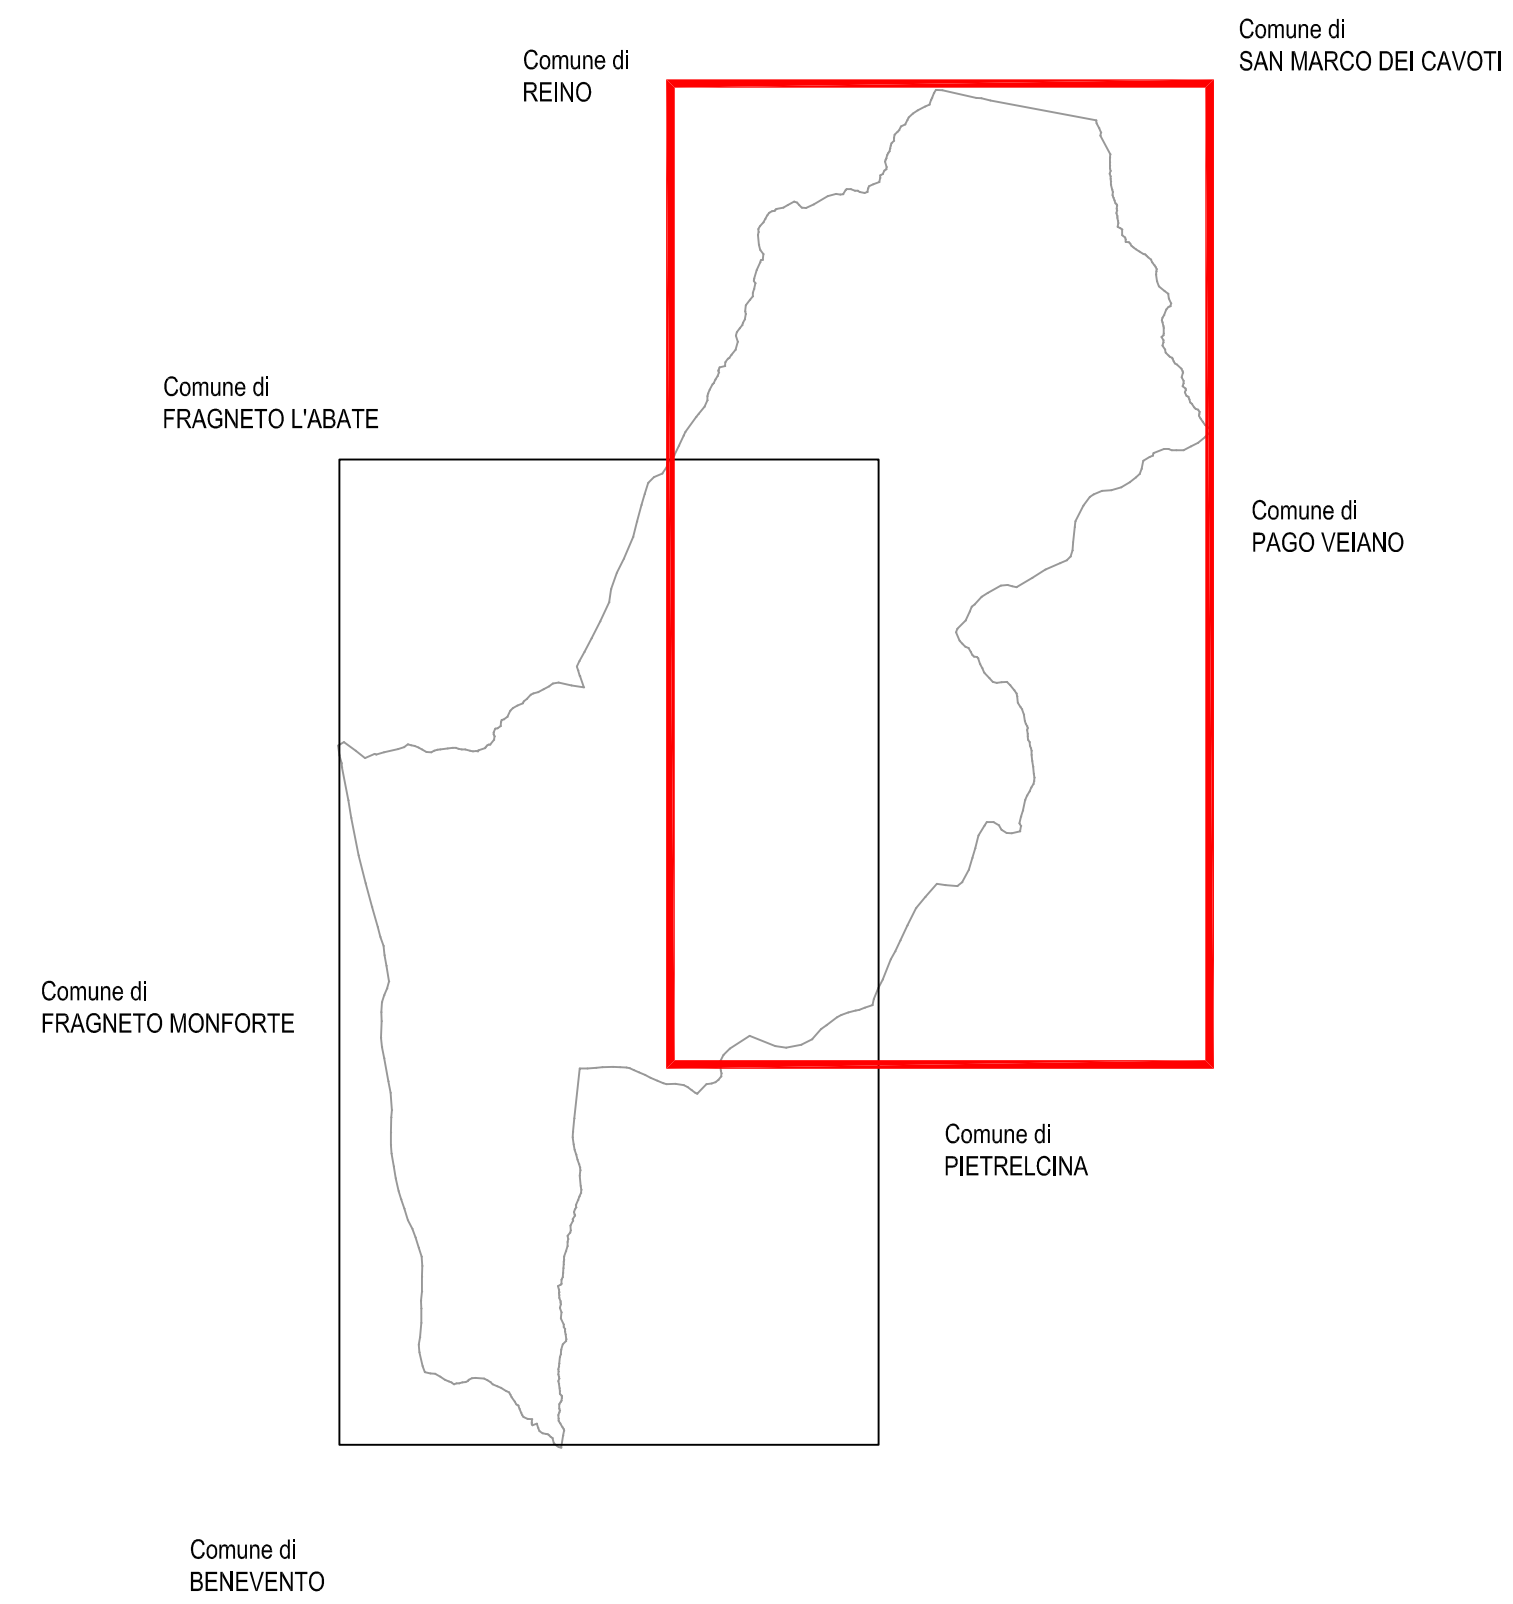 Comune di
SAN MARCO DEI CAVOTI
Comune di
REINO
Comune di
FRAGNETO L'ABATE
Comune di
PAGO VEIANO
Comune di
FRAGNETO MONFORTE
Comune di
PIETRELCINA
Comune di
BENEVENTO